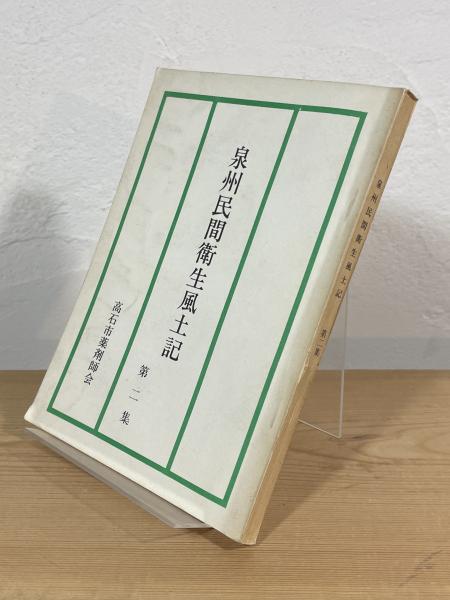 泉州民間衛生風土記
第二集
高石市薬剤師会
泉州民間衛生風土記 第二集